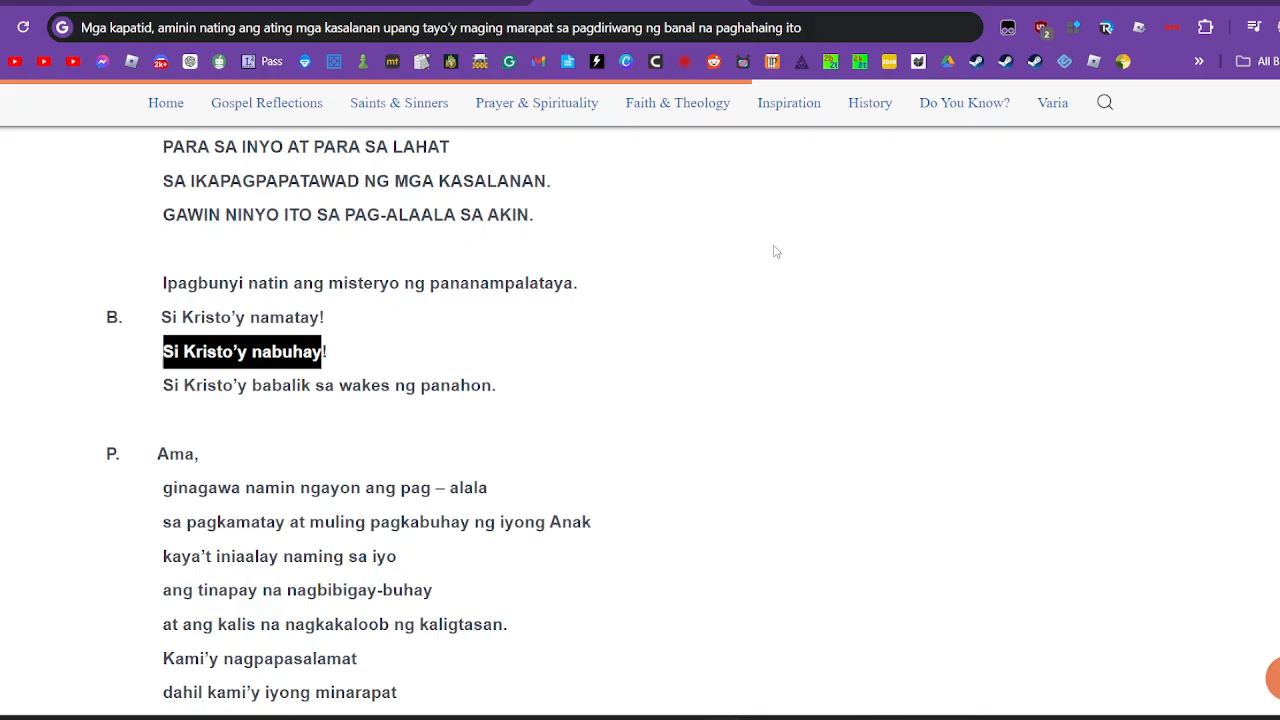 Mga kapatid, aminin nating ang ating mga kasalanan upang tayo'y maging marapat sa pagdiriwang ng banal na paghahaing ito
Pass
All B
Home Gospel Reflections Saints & Sinners Prayer & Spirituality Faith & Theology Inspiration History Do You Know? Varia
PARA SA INYO AT PARA SA LAHAT
SA IKAPAGPAPATAWAD NG MGA KASALANAN.
GAWIN NINYO ITO SA PAG-ALAALA SA AKIN.
Ipagbunyi natin ang misteryo ng pananampalataya.
B. Si Kristo’y namatay!
Si Kristo’y nabuhay!
Si Kristo’y babalik sa wakes ng panahon.
P. Ama,
ginagawa namin ngayon ang pag – alala
sa pagkamatay at muling pagkabuhay ng iyong Anak
kaya’t iniaalay naming sa iyo
ang tinapay na nagbibigay-buhay
at ang kalis na nagkakaloob ng kaligtasan.
Kami’y nagpapasalamat
dahil kami’y iyong minarapat